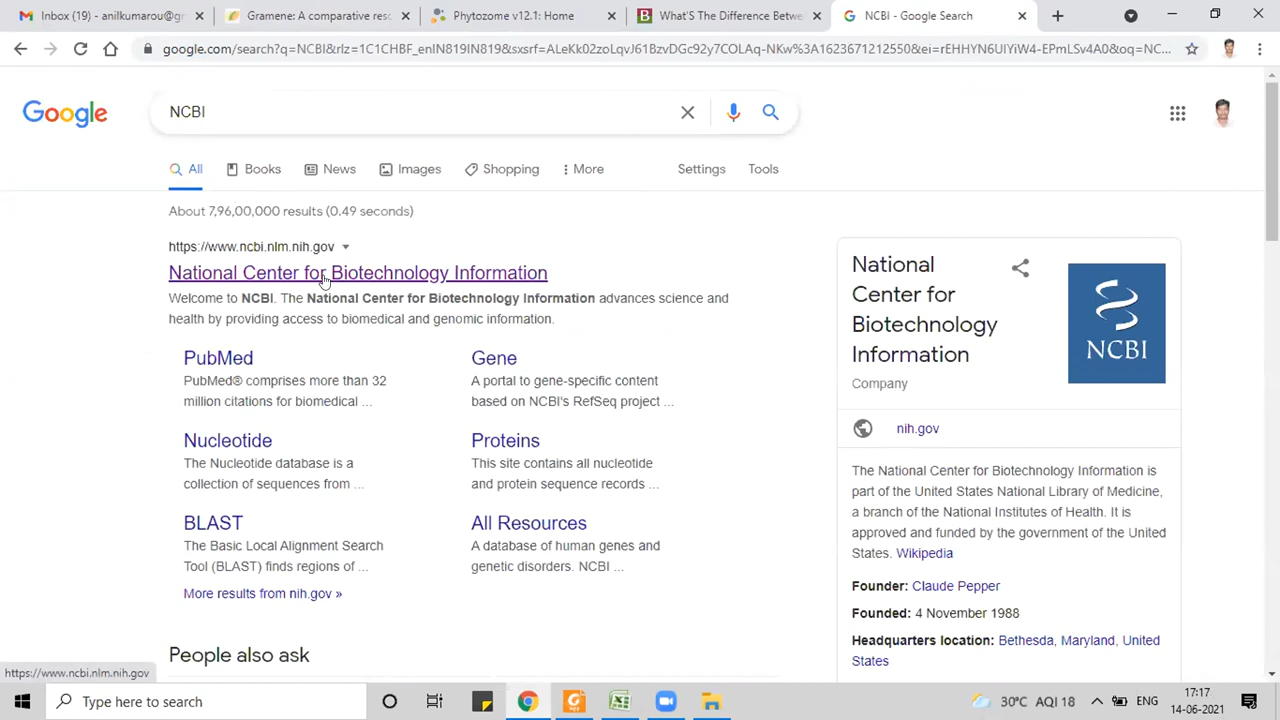 Inbox (19) - anilkumarou@gr
Gramene: A comparative reso
Phytozome v12.1: Home
What'S The Difference Betwe
NCBI - Google Search
google.com/search?q=NCBI&rlz=1C1CHBF_enIN819IN819&sxsrf=ALeKk02zoLqvJ61BzvDGc92y7COLAq-NKw%3A1623671212550&ei=rEHHYN6UIYiW4-EPmLSv4A0&oq=NC...
Google
NCBI
All
Books
News
Images
Shopping
More
Settings
Tools
About 7,96,00,000 results (0.49 seconds)
https://www.ncbi.nlm.nih.gov
National Center for Biotechnology Information
Welcome to NCBI. The National Center for Biotechnology Information advances science and
health by providing access to biomedical and genomic information.
PubMed
PubMed® comprises more than 32
million citations for biomedical ...
Gene
A portal to gene-specific content
based on NCBI's RefSeq project ...
Nucleotide
The Nucleotide database is a
collection of sequences from ...
Proteins
This site contains all nucleotide
and protein sequence records ...
BLAST
The Basic Local Alignment Search
Tool (BLAST) finds regions of ...
All Resources
A database of human genes and
genetic disorders. NCBI ...
More results from nih.gov »
People also ask
National
Center for
Biotechnology
Information
Company
NCBI
nih.gov
The National Center for Biotechnology Information is
part of the United States National Library of Medicine,
a branch of the National Institutes of Health. It is
approved and funded by the government of the United
States. Wikipedia
Founder: Claude Pepper
Founded: 4 November 1988
Headquarters location: Bethesda, Maryland, United
States
https://www.ncbi.nlm.nih.gov
Type here to search
30°C AQI 18
ENG
17:17
14-06-2021